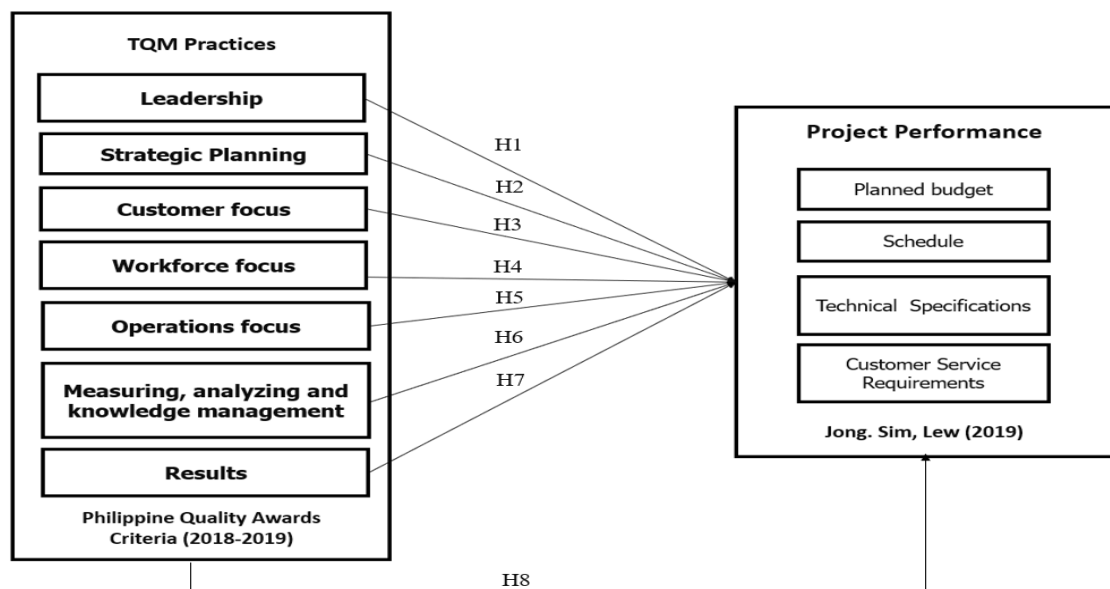 TQM Practices
Leadership
Strategic Planning
Customer focus
Workforce focus
Operations focus
Measuring, analyzing and
knowledge management
Results
Philippine Quality Awards
Criteria (2018-2019)
H1
H2
H3
H4
H5
H6
H7
H8
Project Performance
Planned budget
Schedule
Technical Specifications
Customer Service
Requirements
Jong. Sim, Lew (2019)